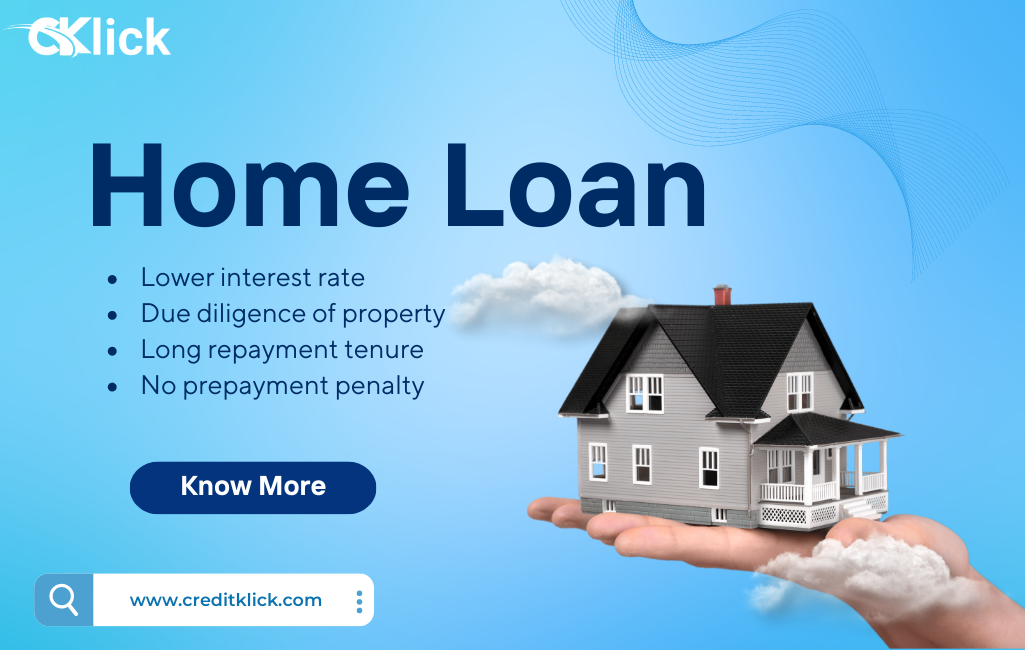 CKlick
Home Loan
• Lower interest rate
• Due diligence of property
• Long repayment tenure
• No prepayment penalty
Know More
www.creditklick.com